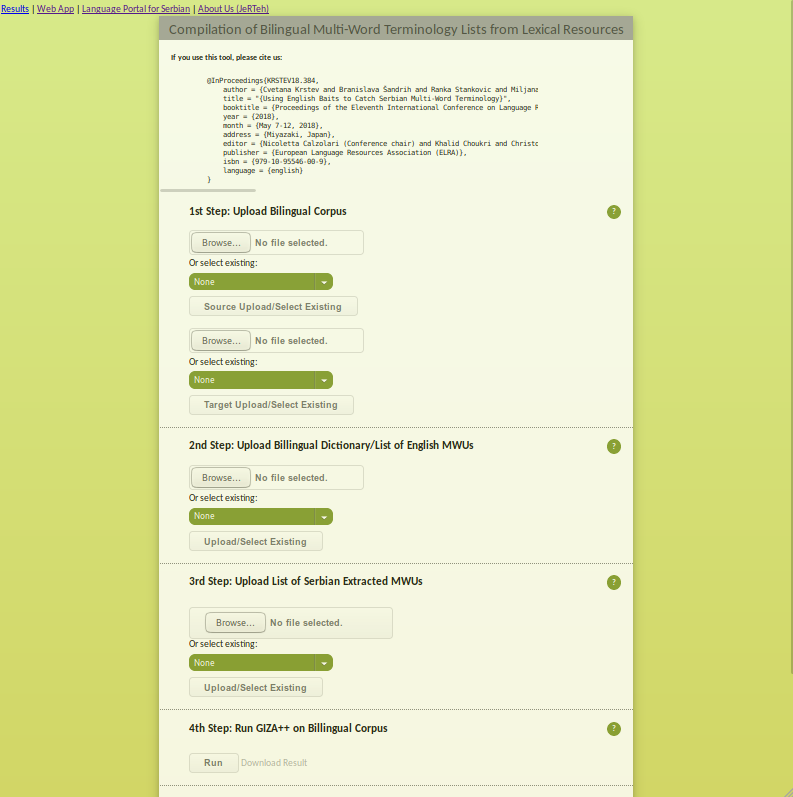 Results | Web App | Language Portal for Serbian | About Us (JeRTeh)
Compilation of Bilingual Multi-Word Terminology Lists from Lexical Resources
If you use this tool, please cite us:
@InProceedings{KRSTEV18.384,
author = {Cvetana Krstev and Branislava Šandrih and Ranka Stankovic and Miljana
title = "{Using English Baits to Catch Serbian Multi-Word Terminology}",
booktitle = {Proceedings of the Eleventh International Conference on Language R
year = {2018},
month = {May 7-12, 2018},
address = {Miyazaki, Japan},
editor = {Nicoletta Calzolari (Conference chair) and Khalid Choukri and Christo
publisher = {European Language Resources Association (ELRA)},
isbn = {979-10-95546-00-9},
language = {english}
}
1st Step: Upload Bilingual Corpus
?
Browse... No file selected.
Or select existing:
None
Source Upload/Select Existing
Browse... No file selected.
Or select existing:
None
Target Upload/Select Existing
2nd Step: Upload Billingual Dictionary/List of English MWUs
?
Browse... No file selected.
Or select existing:
None
Upload/Select Existing
3rd Step: Upload List of Serbian Extracted MWUs
?
Browse... No file selected.
Or select existing:
None
Upload/Select Existing
4th Step: Run GIZA++ on Billingual Corpus
?
Run Download Result